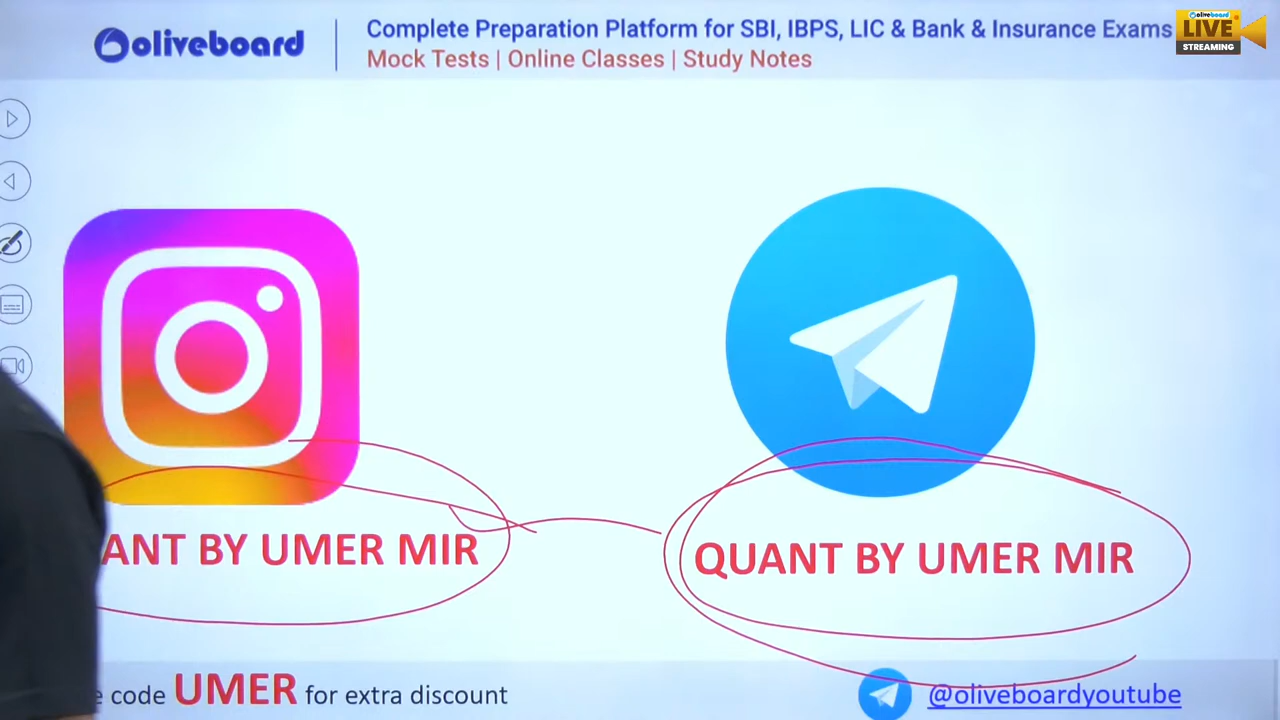 oliveboard
Complete Preparation Platform for SBI, IBPS, LIC & Bank & Insurance Exams
Mock Tests | Online Classes | Study Notes
oliveboard
LIVE
STREAMING
ANT BY UMER MIR
QUANT BY UMER MIR
code UMER for extra discount
@oliveboardyoutube